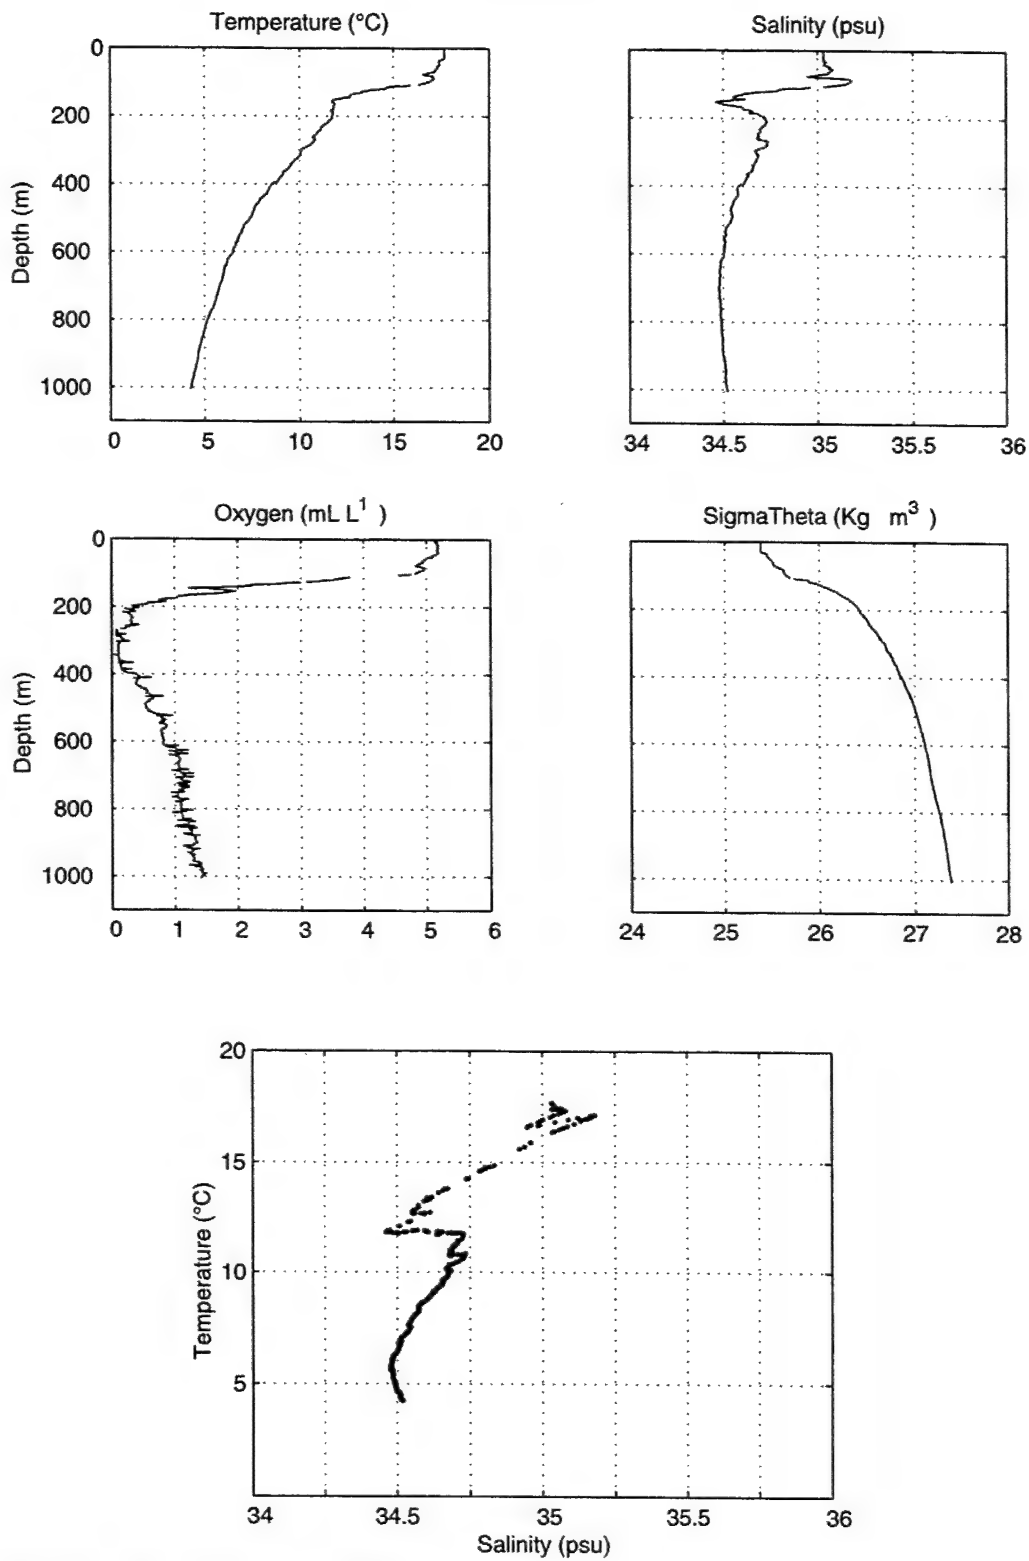 Temperature (°C)
Salinity (psu)
0
200
400
600
800
1000
Depth (m)
0 5 10 15 20
34 34.5 35 35.5 36
Oxygen (mL L1 )
SigmaTheta (Kg m3 )
0
200
400
600
800
1000
Depth (m)
0 1 2 3 4 5 6
24 25 26 27 28
20
15
10
5
Temperature (°C)
34 34.5 35 35.5 36
Salinity (psu)